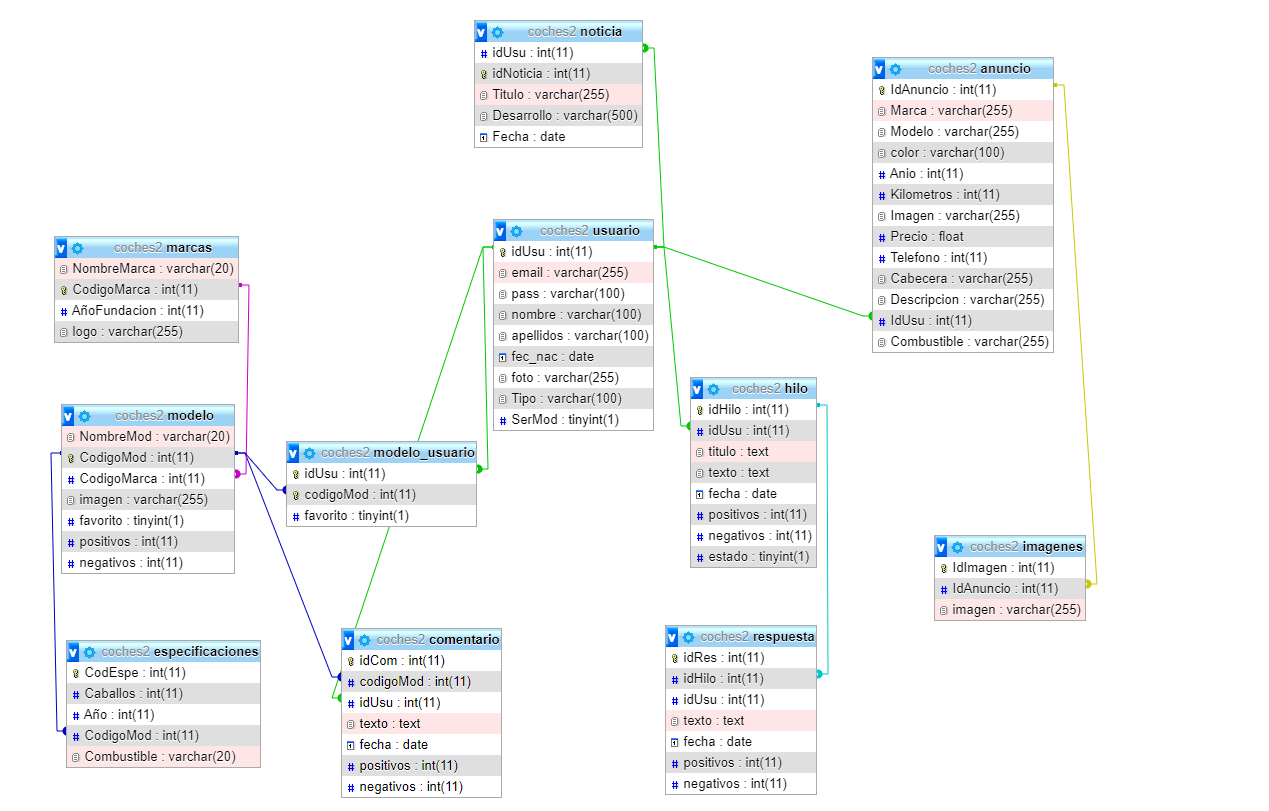 coches2 noticia
idUsu : int(11)
idNoticia : int(11)
Titulo : varchar(255)
Desarrollo : varchar(500)
Fecha : date
coches2 anuncio
IdAnuncio : int(11)
Marca : varchar(255)
Modelo : varchar(255)
color : varchar(100)
Anio : int(11)
Kilometros : int(11)
Imagen : varchar(255)
Precio : float
Telefono : int(11)
Cabecera : varchar(255)
Descripcion : varchar(255)
IdUsu : int(11)
Combustible : varchar(255)
coches2 usuario
idUsu : int(11)
email : varchar(255)
pass : varchar(100)
nombre : varchar(100)
apellidos : varchar(100)
fec_nac : date
foto : varchar(255)
Tipo : varchar(100)
SerMod : tinyint(1)
coches2 marcas
NombreMarca : varchar(20)
CodigoMarca : int(11)
AñoFundacion : int(11)
logo : varchar(255)
coches2 modelo
NombreMod : varchar(20)
CodigoMod : int(11)
CodigoMarca : int(11)
imagen : varchar(255)
favorito : tinyint(1)
positivos : int(11)
negativos : int(11)
coches2 modelo_usuario
idUsu : int(11)
codigoMod : int(11)
favorito : tinyint(1)
coches2 hilo
idHilo : int(11)
idUsu : int(11)
titulo : text
texto : text
fecha : date
positivos : int(11)
negativos : int(11)
estado : tinyint(1)
coches2 imagenes
IdImagen : int(11)
IdAnuncio : int(11)
imagen : varchar(255)
coches2 especificaciones
CodEspe : int(11)
Caballos : int(11)
Año : int(11)
CodigoMod : int(11)
Combustible : varchar(20)
coches2 comentario
idCom : int(11)
codigoMod : int(11)
idUsu : int(11)
texto : text
fecha : date
positivos : int(11)
negativos : int(11)
coches2 respuesta
idRes : int(11)
idHilo : int(11)
idUsu : int(11)
texto : text
fecha : date
positivos : int(11)
negativos : int(11)